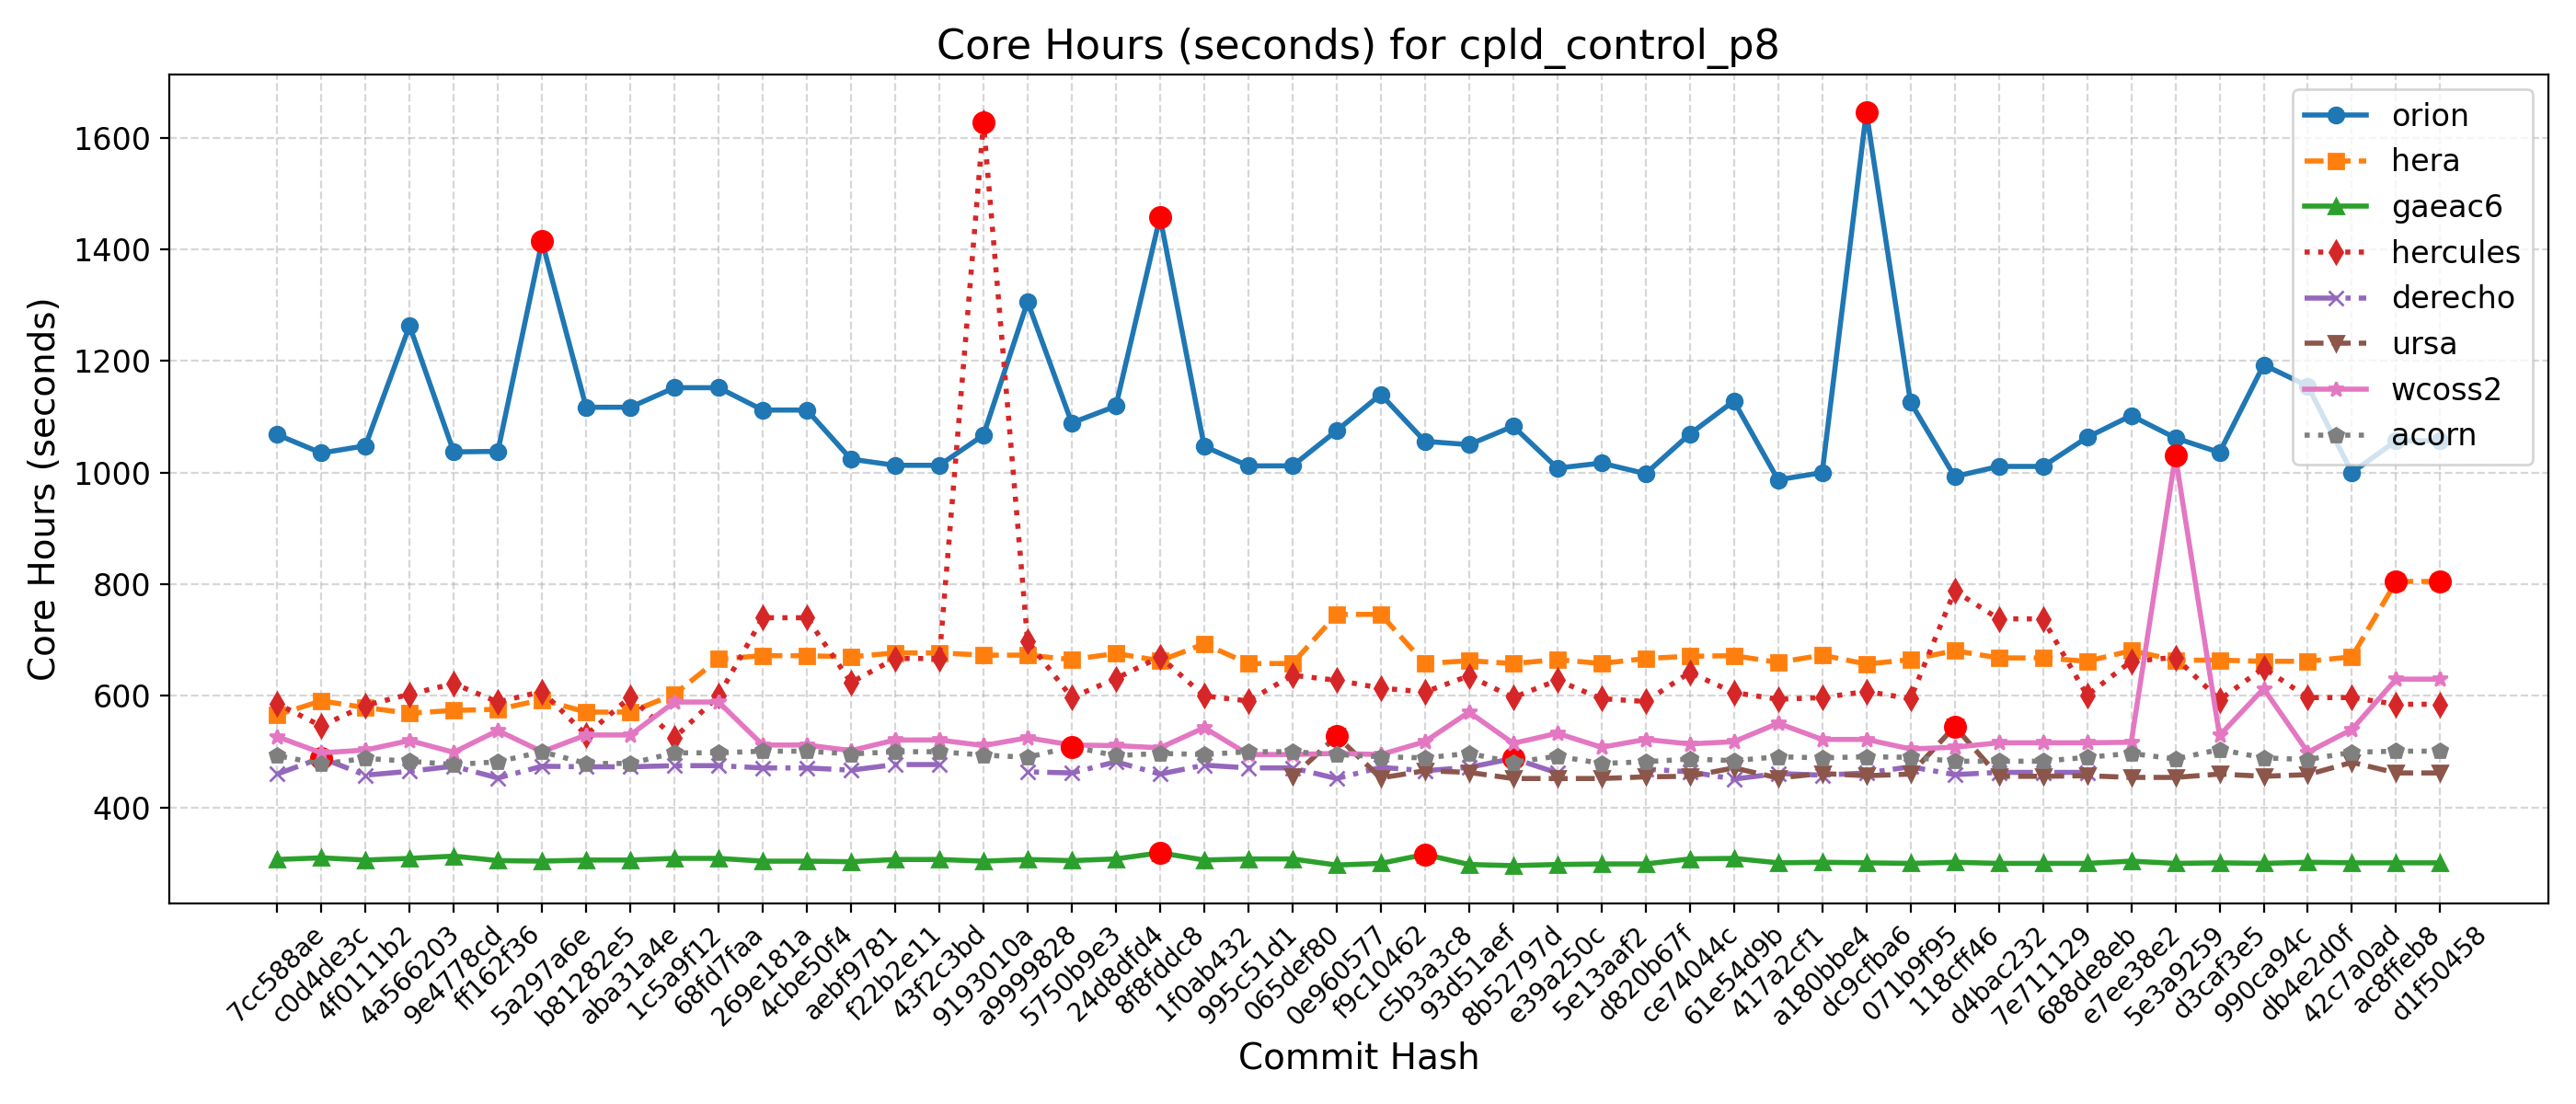 Core Hours (seconds) for cpld_control_p8
Core Hours (seconds)
1600
1400
1200
1000
800
600
400
orion
hera
gaeac6
hercules
derecho
ursa
wcoss2
acorn
7cc588ae
c0d4de3c
4f0111b2
4a566203
9e4778cd
ff162f36
5a297a6e
b81282e5
aba31a4e
1c5a9f12
68fd7faa
269e181a
4cbe50f4
aebf9781
f22b2e11
43f2c3bd
9193010a
a9999828
5750b9e3
24d8dfd4
8f8fddc8
1f0ab432
995c51d1
065def80
0e960577
f9c10462
c5b3a3c8
93d51aef
8b52797d
e39a250c
5e13aaf2
d820b67f
ce74044c
61e54d9b
417a2cf1
a180bbe4
dc9cfba6
071b9f95
118cff46
d4bac232
7e711129
688de8eb
e7ee38e2
5e3a9259
d3caf3e5
990ca94c
db4e2d0f
42c7a0ad
ac8ffeb8
d1f50458
Commit Hash